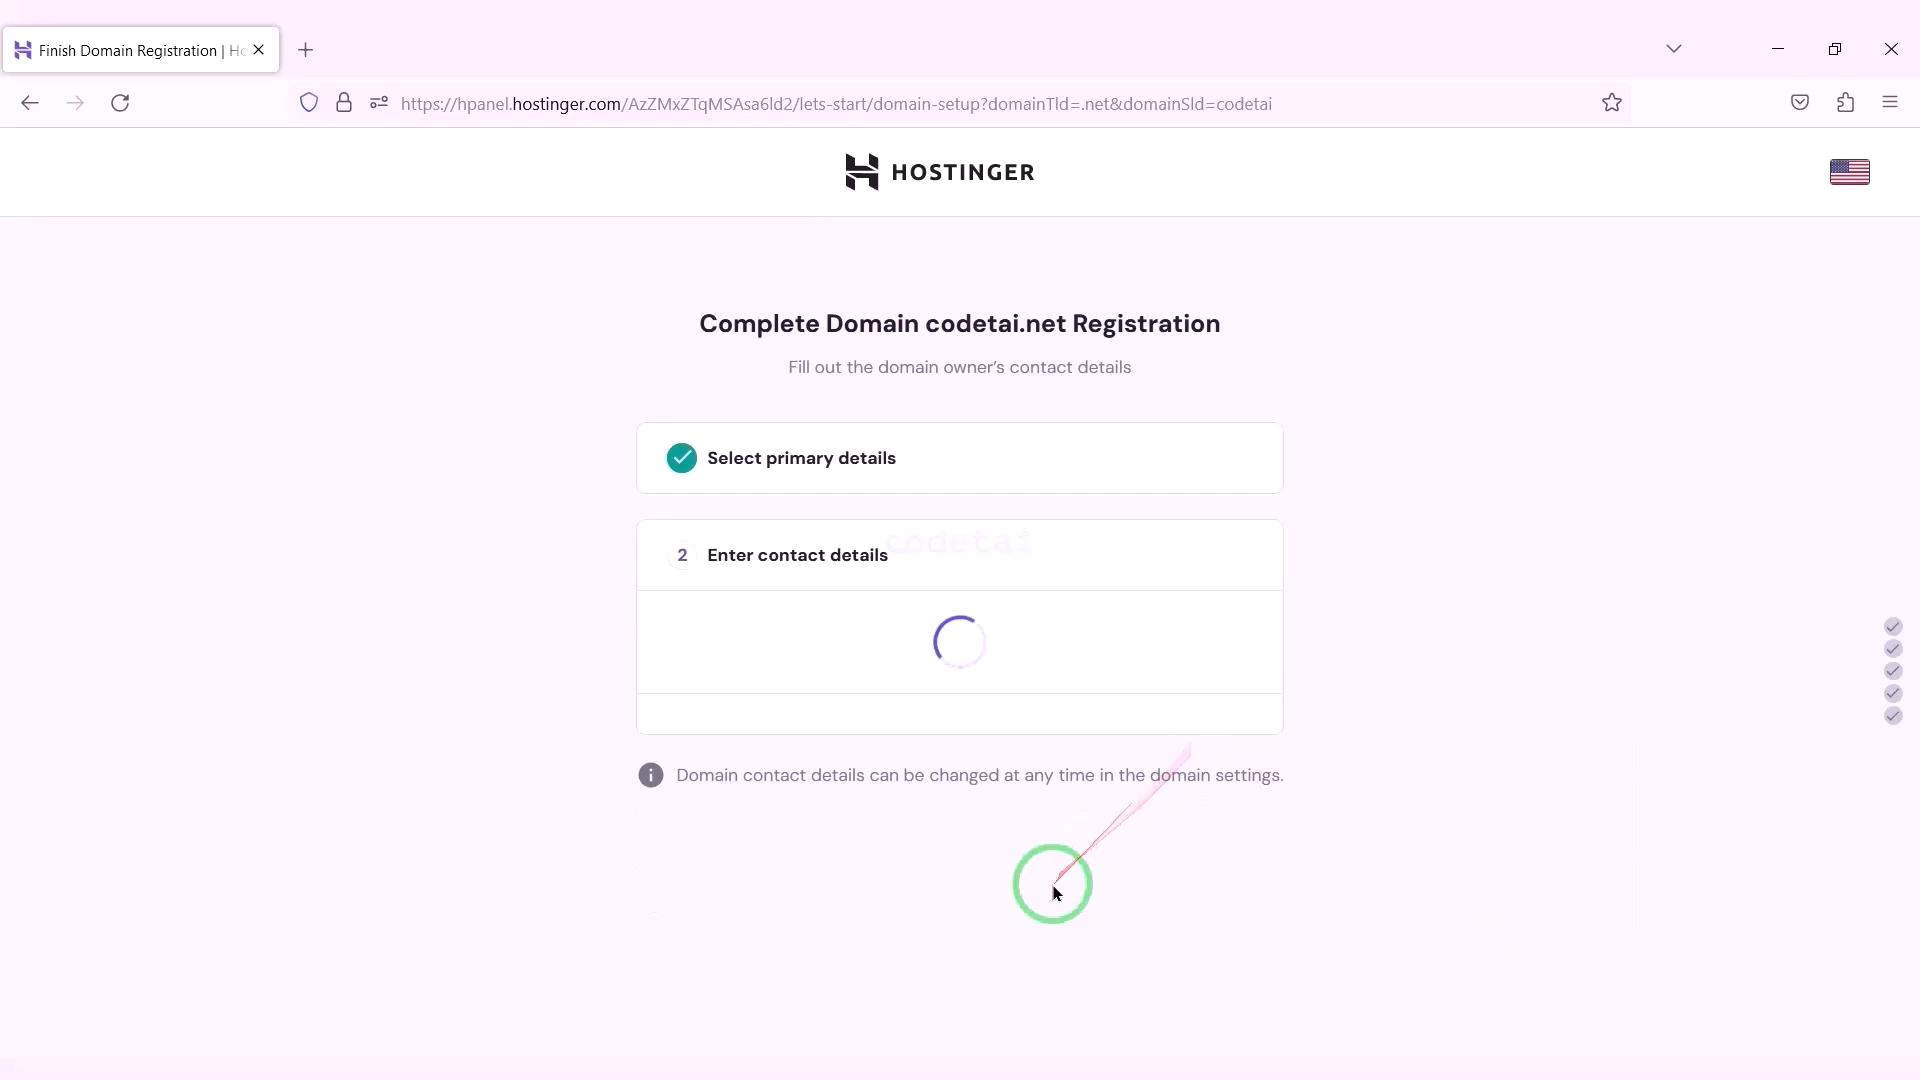 Finish Domain Registration | Ho
https://hpanel.hostinger.com/AzZMxZTqMSAsa6ld2/lets-start/domain-setup?domainTld=.net&domainSld=codetai
HOSTINGER
Complete Domain codetai.net Registration
Fill out the domain owner’s contact details
Select primary details
codetai
2 Enter contact details
Domain contact details can be changed at any time in the domain settings.